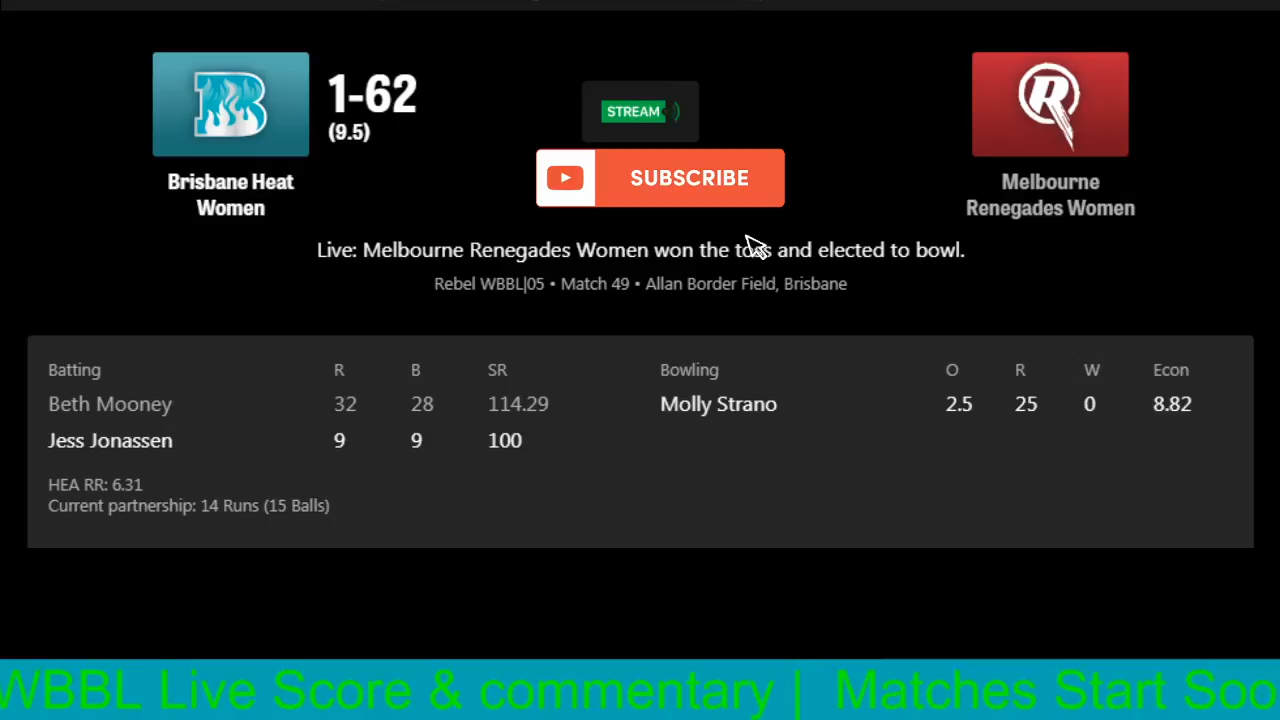 1-62
(9.5)
STREAM
B
R
SUBSCRIBE
Brisbane Heat
Women
Melbourne
Renegades Women
Live: Melbourne Renegades Women won the toss and elected to bowl.
Rebel WBBL|05 • Match 49 • Allan Border Field, Brisbane
Batting R B SR Bowling O R W Econ
Beth Mooney 32 28 114.29 Molly Strano 2.5 25 0 8.82
Jess Jonassen 9 9 100
HEA RR: 6.31
Current partnership: 14 Runs (15 Balls)
WBBL Live Score & commentary | Matches Start Soo